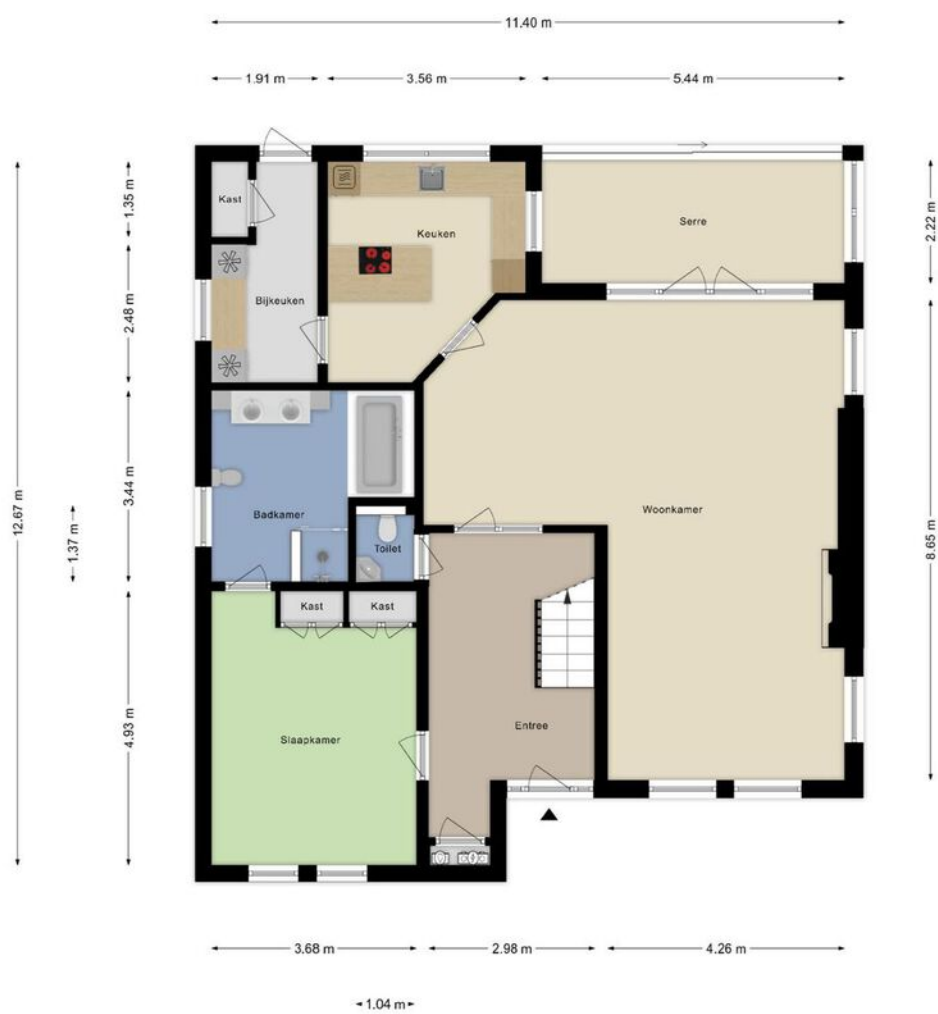 11.40 m
1.91 m
3.56 m
5.44 m
12.67 m
1.35 m
2.48 m
3.44 m
1.37 m
4.93 m
2.22 m
8.65 m
Kast
Keuken
Serre
Bijkeuken
Badkamer
Toilet
Woonkamer
Kast
Kast
Slaapkamer
Entree
3.68 m
2.98 m
4.26 m
1.04 m